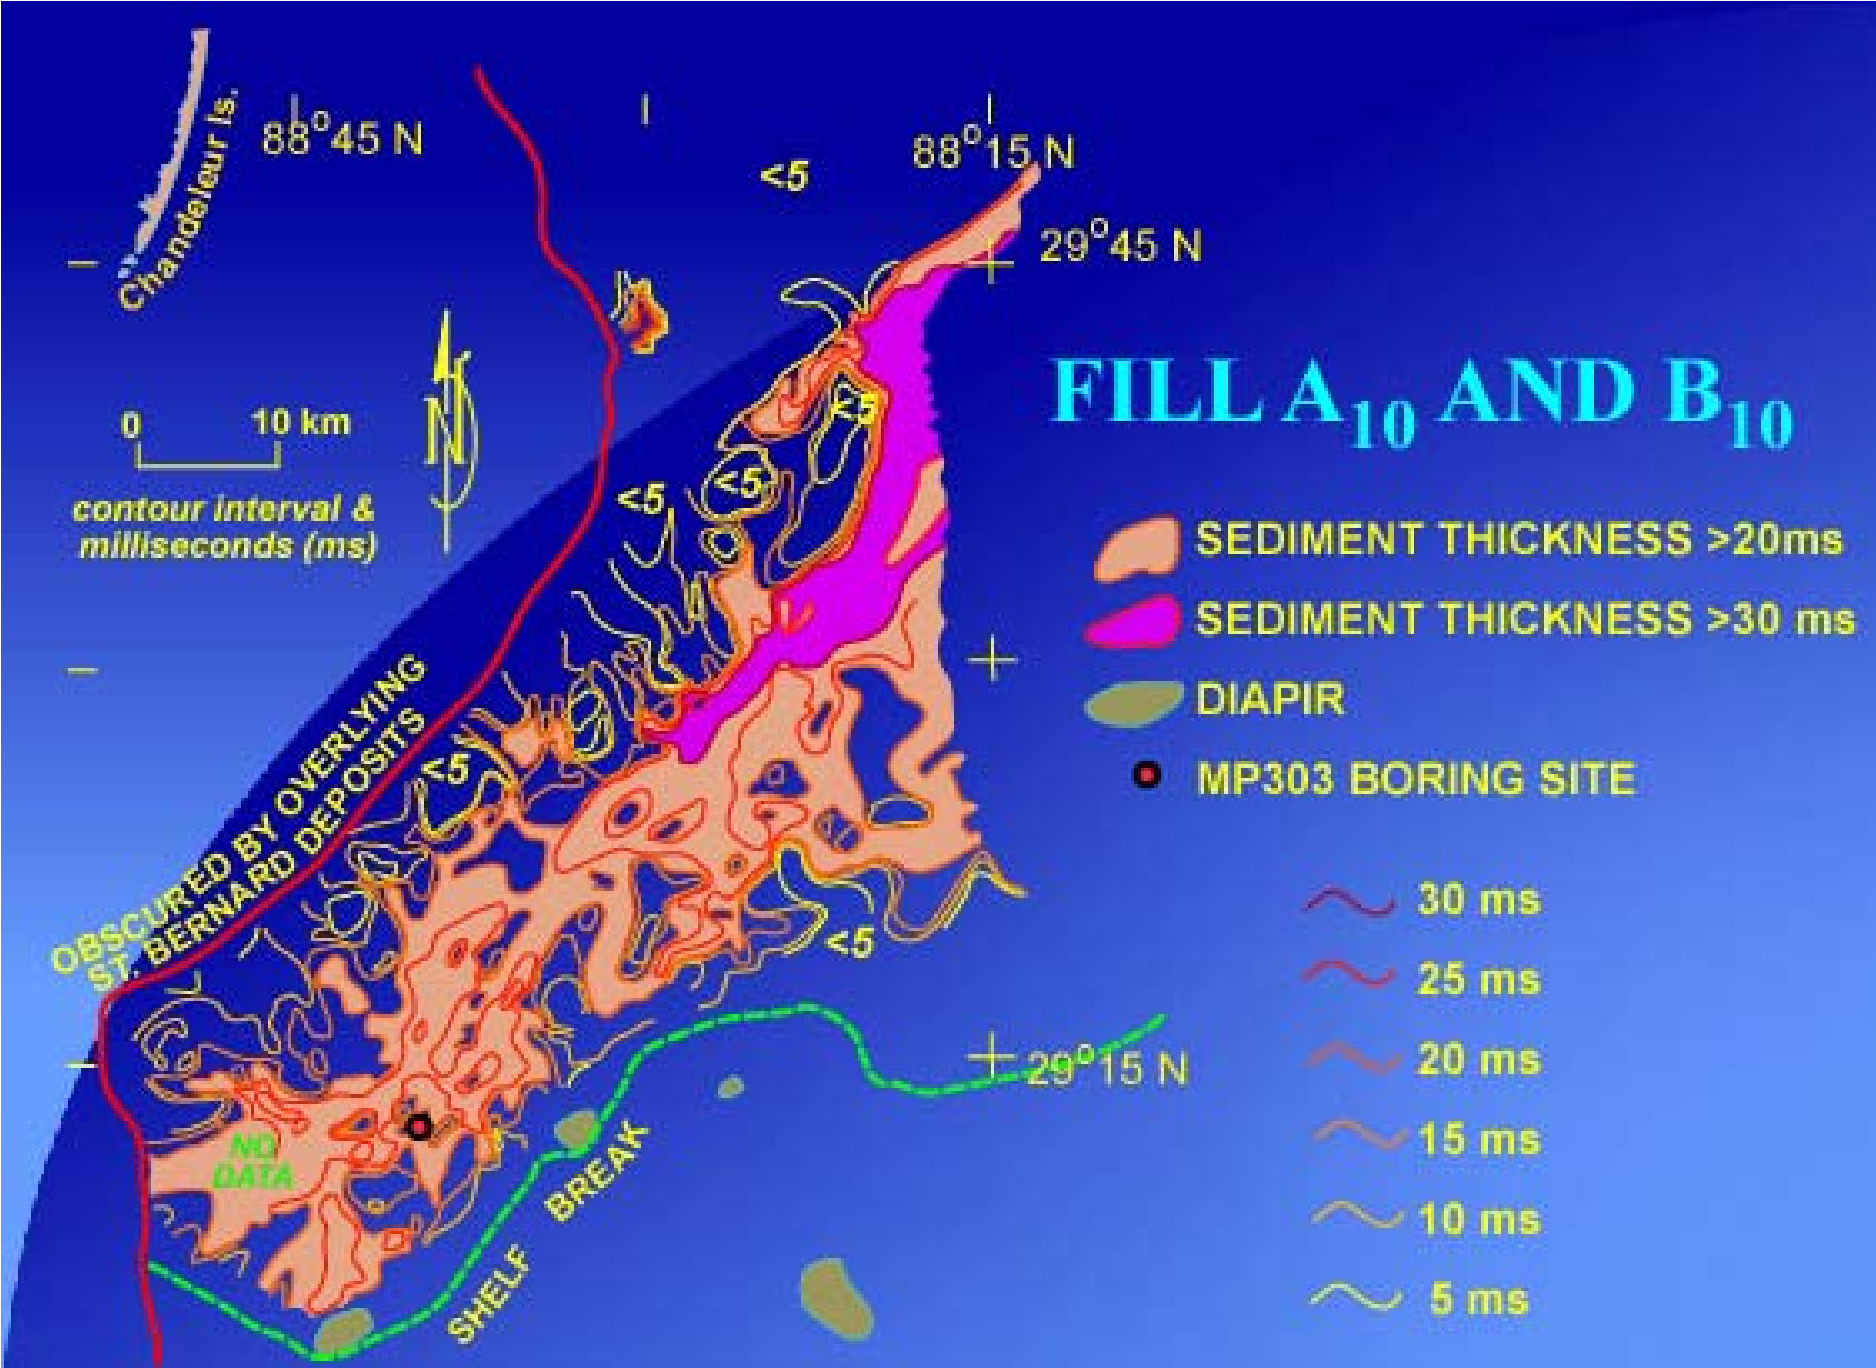 Chandeleur Is.
88°45 N
88°15 N
<5
29°45 N
FILL A10 AND B10
0 10 km
contour interval &
milliseconds (ms)
N
<5
<5
<5
SEDIMENT THICKNESS >20ms
SEDIMENT THICKNESS >30 ms
DIAPIR
MP303 BORING SITE
OBSCURED BY OVERLYING
ST. BERNARD DEPOSITS
<5
<5
30 ms
25 ms
20 ms
15 ms
10 ms
5 ms
29°15 N
NO
DATA
SHELF BREAK